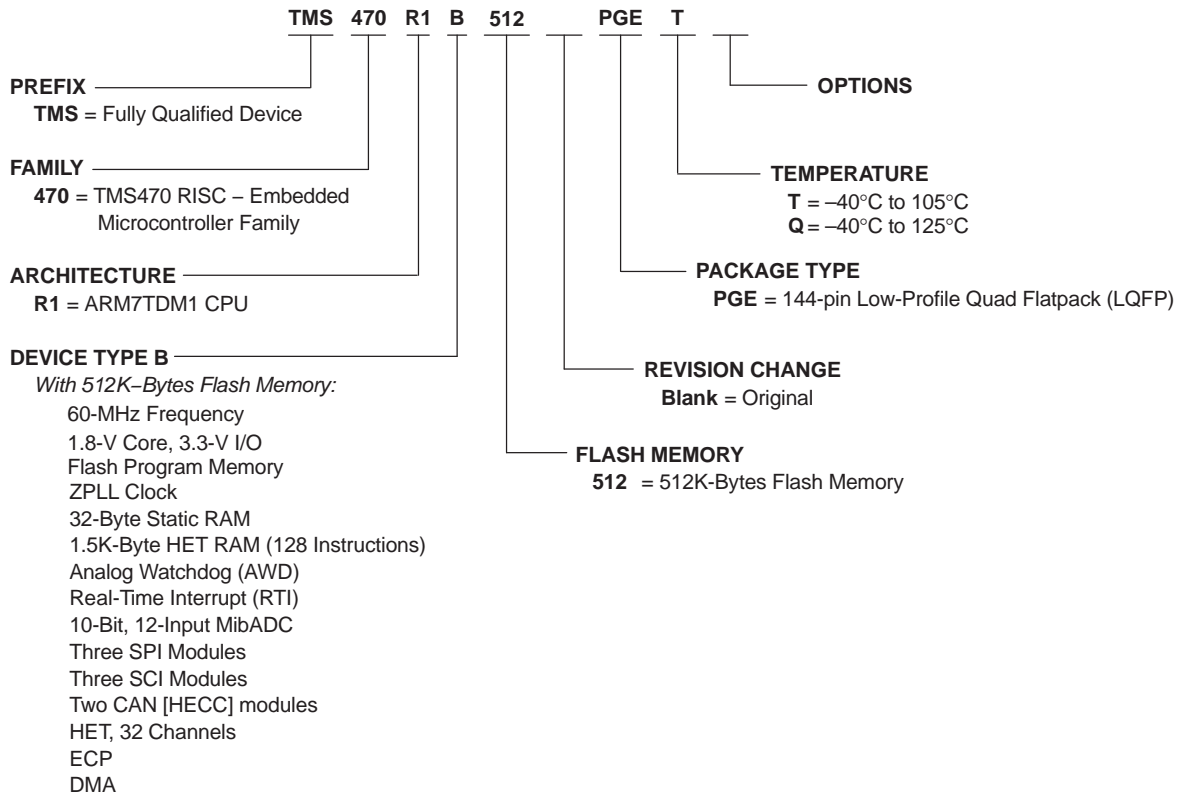 TMS 470 R1 B 512 PGE T
PREFIX
TMS = Fully Qualified Device
OPTIONS
FAMILY
470 = TMS470 RISC − Embedded
Microcontroller Family
TEMPERATURE
T = –40°C to 105°C
Q = –40°C to 125°C
ARCHITECTURE
R1 = ARM7TDM1 CPU
PACKAGE TYPE
PGE = 144-pin Low-Profile Quad Flatpack (LQFP)
DEVICE TYPE B
With 512K−Bytes Flash Memory:
60-MHz Frequency
1.8-V Core, 3.3-V I/O
Flash Program Memory
ZPLL Clock
32-Byte Static RAM
1.5K-Byte HET RAM (128 Instructions)
Analog Watchdog (AWD)
Real-Time Interrupt (RTI)
10-Bit, 12-Input MibADC
Three SPI Modules
Three SCI Modules
Two CAN [HECC] modules
HET, 32 Channels
ECP
DMA
REVISION CHANGE
Blank = Original
FLASH MEMORY
512 = 512K-Bytes Flash Memory